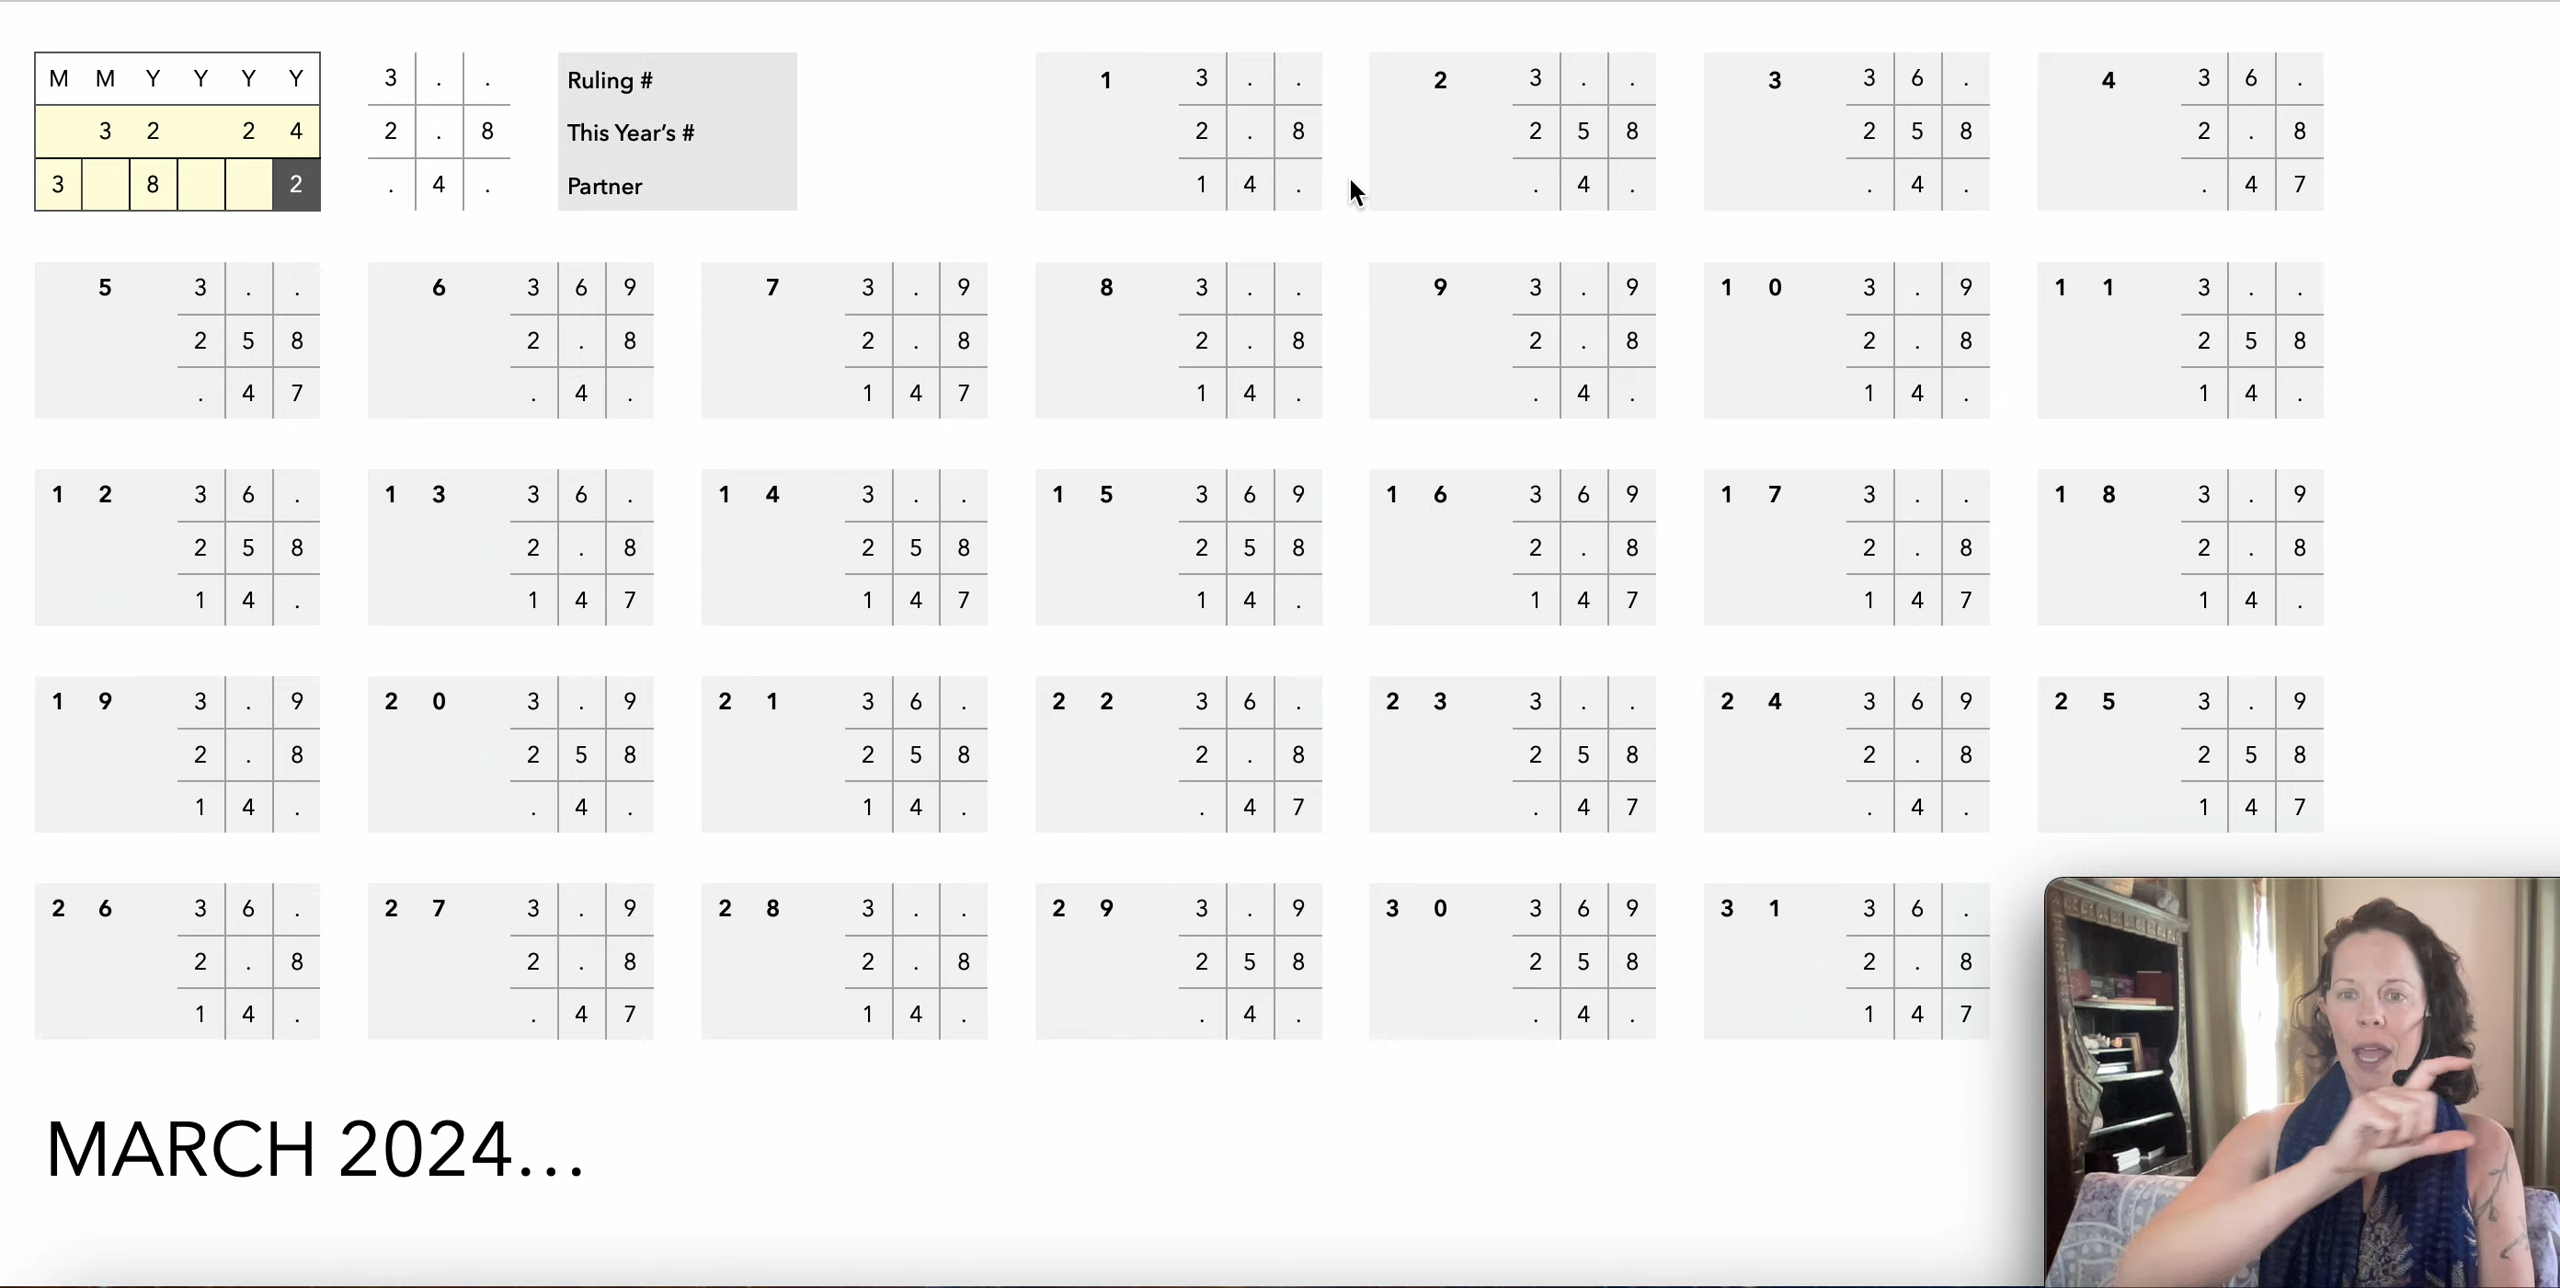 M M Y Y Y Y 3 . . Ruling # 1 3 . . 2 3 . . 3 3 6 . 4 3 6 .
3 2 2 4 2 . 8 This Year's # 2 . 8 2 5 8 2 5 8 2 . 8
3 8 2 . 4 . Partner 1 4 . . 4 . . 4 . . 4 7
5 3 . . 6 3 6 9 7 3 . 9 8 3 . . 9 3 . 9 1 0 3 . 9 1 1 3 . .
2 5 8 2 . 8 2 . 8 2 . 8 2 . 8 2 . 8 2 5 8
. 4 7 . 4 . 1 4 7 1 4 . . 4 . 1 4 . 1 4 .
1 2 3 6 . 1 3 3 6 . 1 4 3 . . 1 5 3 6 9 1 6 3 6 9 1 7 3 . . 1 8 3 . 9
2 5 8 2 . 8 2 5 8 2 5 8 2 . 8 2 . 8 2 . 8
1 4 . 1 4 7 1 4 7 1 4 . 1 4 7 1 4 7 1 4 .
1 9 3 . 9 2 0 3 . 9 2 1 3 6 . 2 2 3 6 . 2 3 3 . . 2 4 3 6 9 2 5 3 . 9
2 . 8 2 5 8 2 5 8 2 . 8 2 5 8 2 . 8 2 5 8
1 4 . . 4 . 1 4 . . 4 7 . 4 7 . 4 . 1 4 7
2 6 3 6 . 2 7 3 . 9 2 8 3 . . 2 9 3 . 9 3 0 3 6 9 3 1 3 6 .
2 . 8 2 . 8 2 . 8 2 5 8 2 5 8 2 . 8
1 4 . . 4 7 1 4 . . 4 . . 4 . 1 4 7
MARCH 2024...